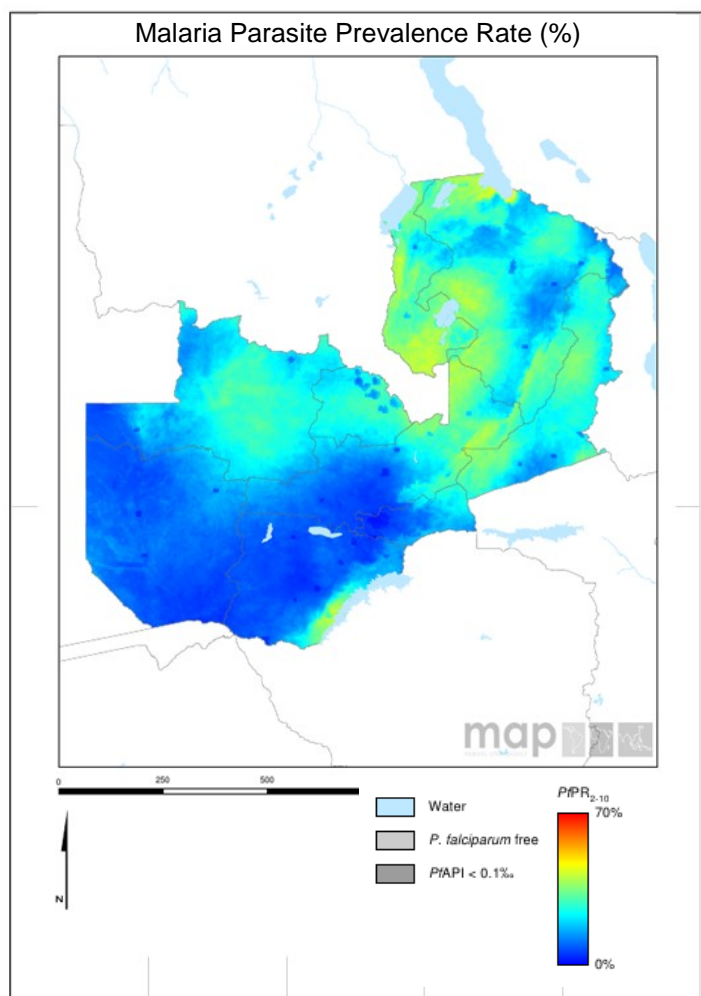 Malaria Parasite Prevalence Rate (%)
map
0 250 500
N
Water
P. falciparum free
PfAPI < 0.1‰
PfPR2-10
70%
0%